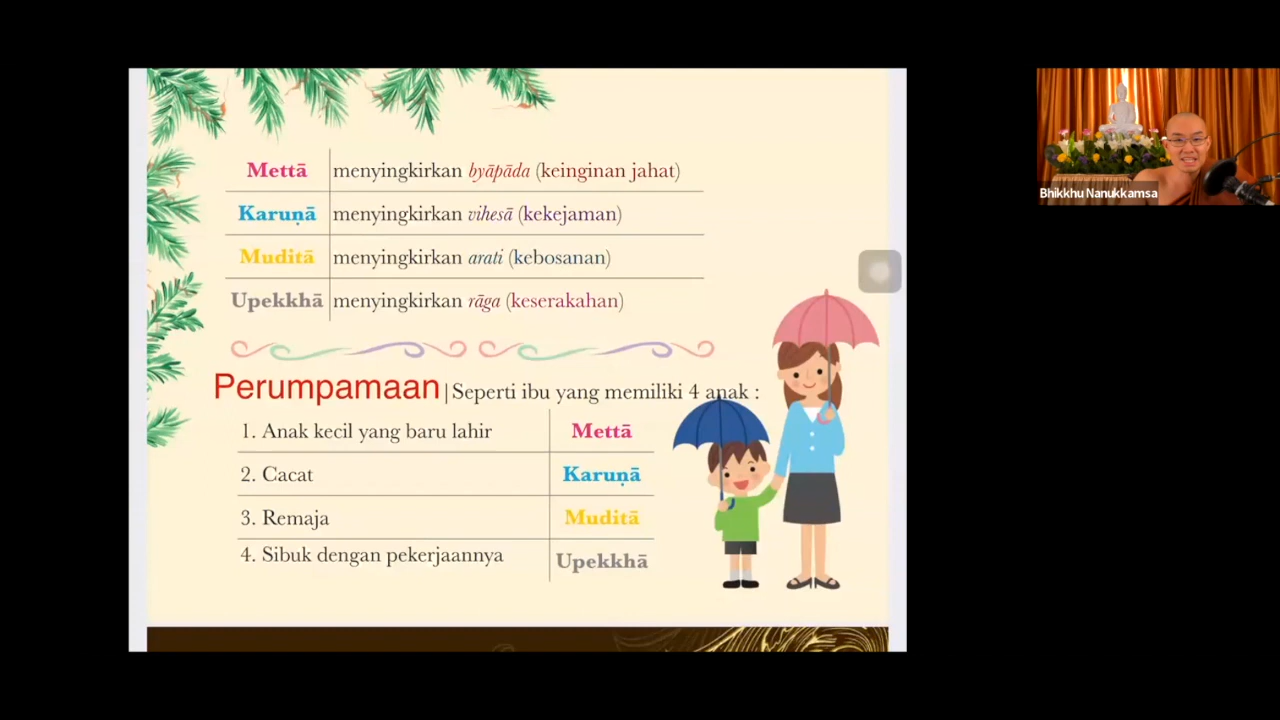 Mettā menyingkirkan byāpāda (keinginan jahat)
Karuṇā menyingkirkan vihesā (kekejaman)
Muditā menyingkirkan arati (kebosanan)
Upekkhā menyingkirkan rāga (keserakahan)
Perumpamaan | Seperti ibu yang memiliki 4 anak :
1. Anak kecil yang baru lahir Mettā
2. Cacat Karuṇā
3. Remaja Muditā
4. Sibuk dengan pekerjaannya Upekkhā
Bhikkhu Nanukkamsa